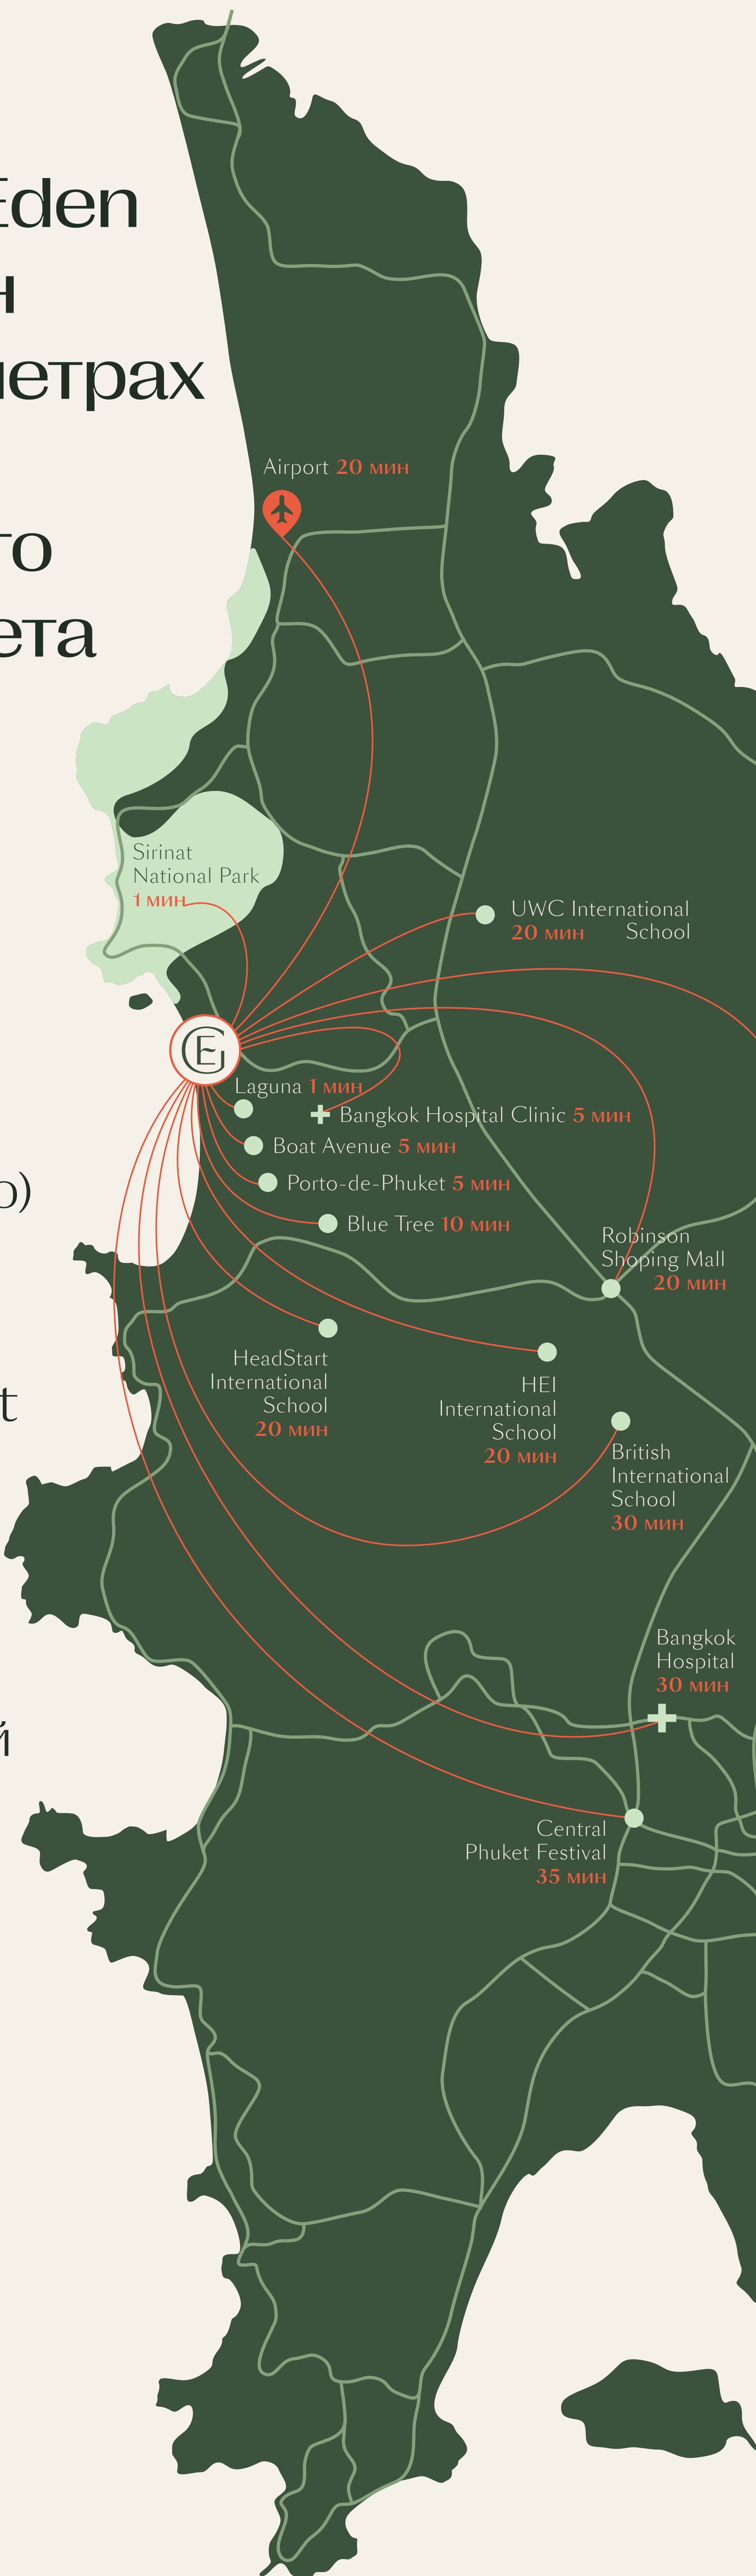 Eden
н
летрах
то
ета
Airport 20 мин
Sirinat
National Park
1 мин
UWC International
20 мин School
Laguna 1 мин
Bangkok Hospital Clinic 5 мин
Boat Avenue 5 мин
Porto-de-Phuket 5 мин
о)
Blue Tree 10 мин
Robinson
Shoping Mall
20 мин
HeadStart
International
School
20 мин
HEI
International
School
20 мин
t
British
International
School
30 мин
Bangkok
Hospital
30 мин
й
Central
Phuket Festival
35 мин